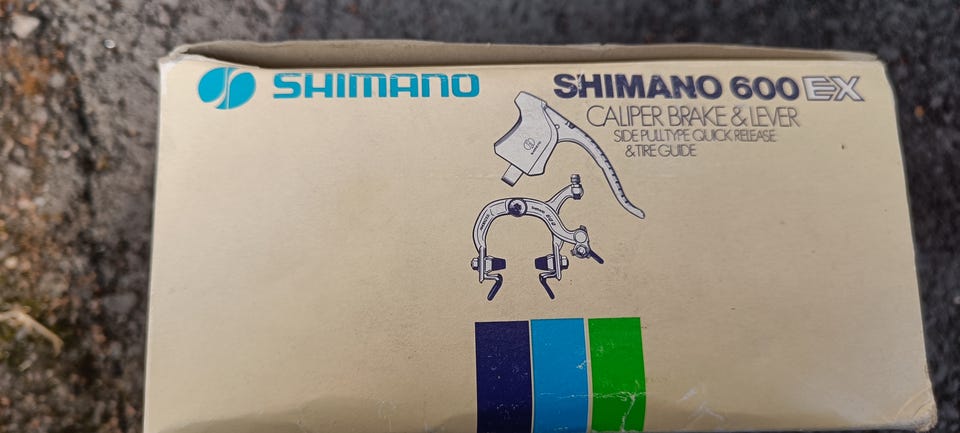 SHIMANO
SHIMANO 600 EX
CALIPER BRAKE & LEVER
SIDE PULL TYPE QUICK RELEASE
& TIRE GUIDE